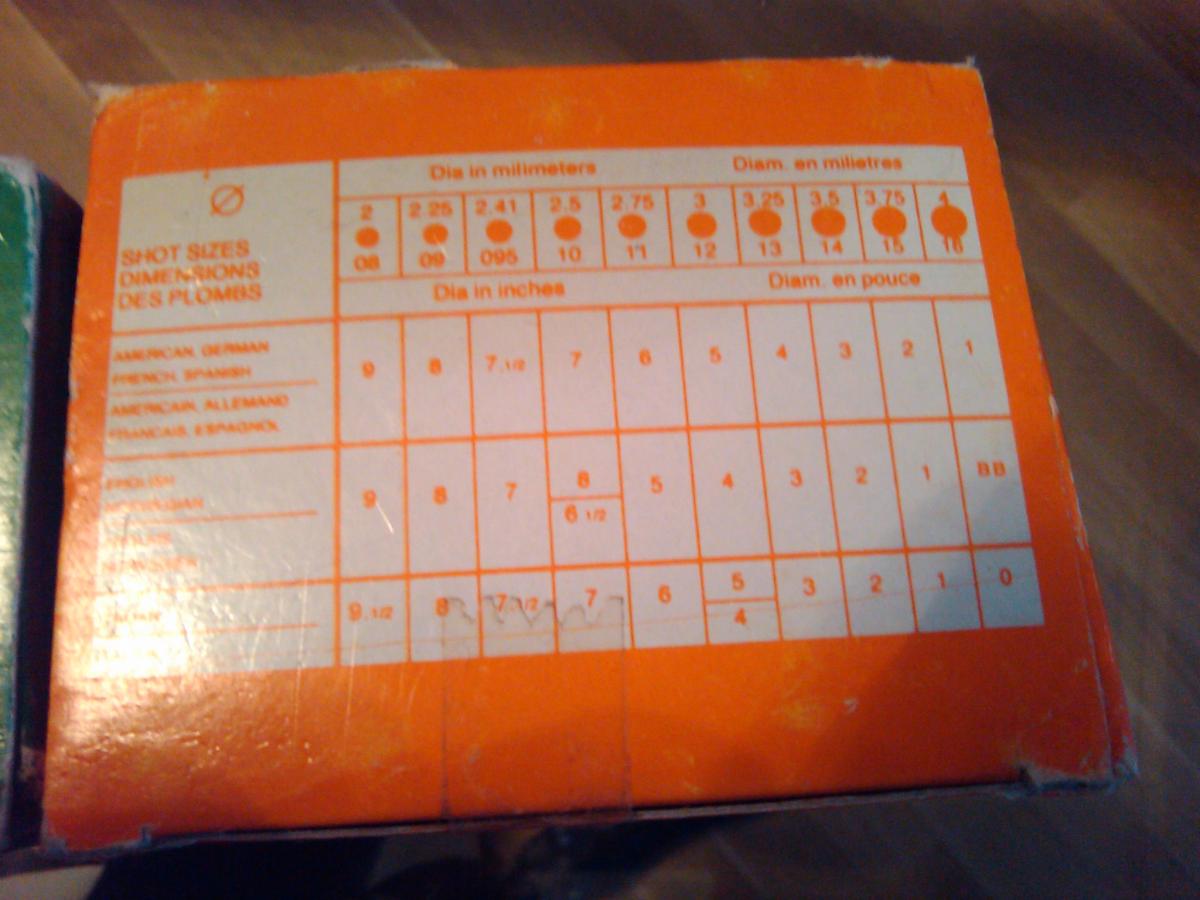 Dia in milimeters Diam. en milietres
Ø
2 2.25 2.41 2.5 2.75 3 3.25 3.5 3.75 4
08 09 095 10 11 12 13 14 15 16
SHOT SIZES
DIMENSIONS
DES PLOMBS
Dia in inches Diam. en pouce
AMERICAN, GERMAN
FRENCH, SPANISH
AMERICAIN, ALLEMAND
FRANCAIS, ESPAGNOL
9 8 7.1/2 7 6 5 4 3 2 1
ENGLISH
NORWEGIAN
9 8 7 8 5 4 3 2 1 BB
6 1/2
9.1/2 8 7.1/2 7 6 5 3 2 1 0
4